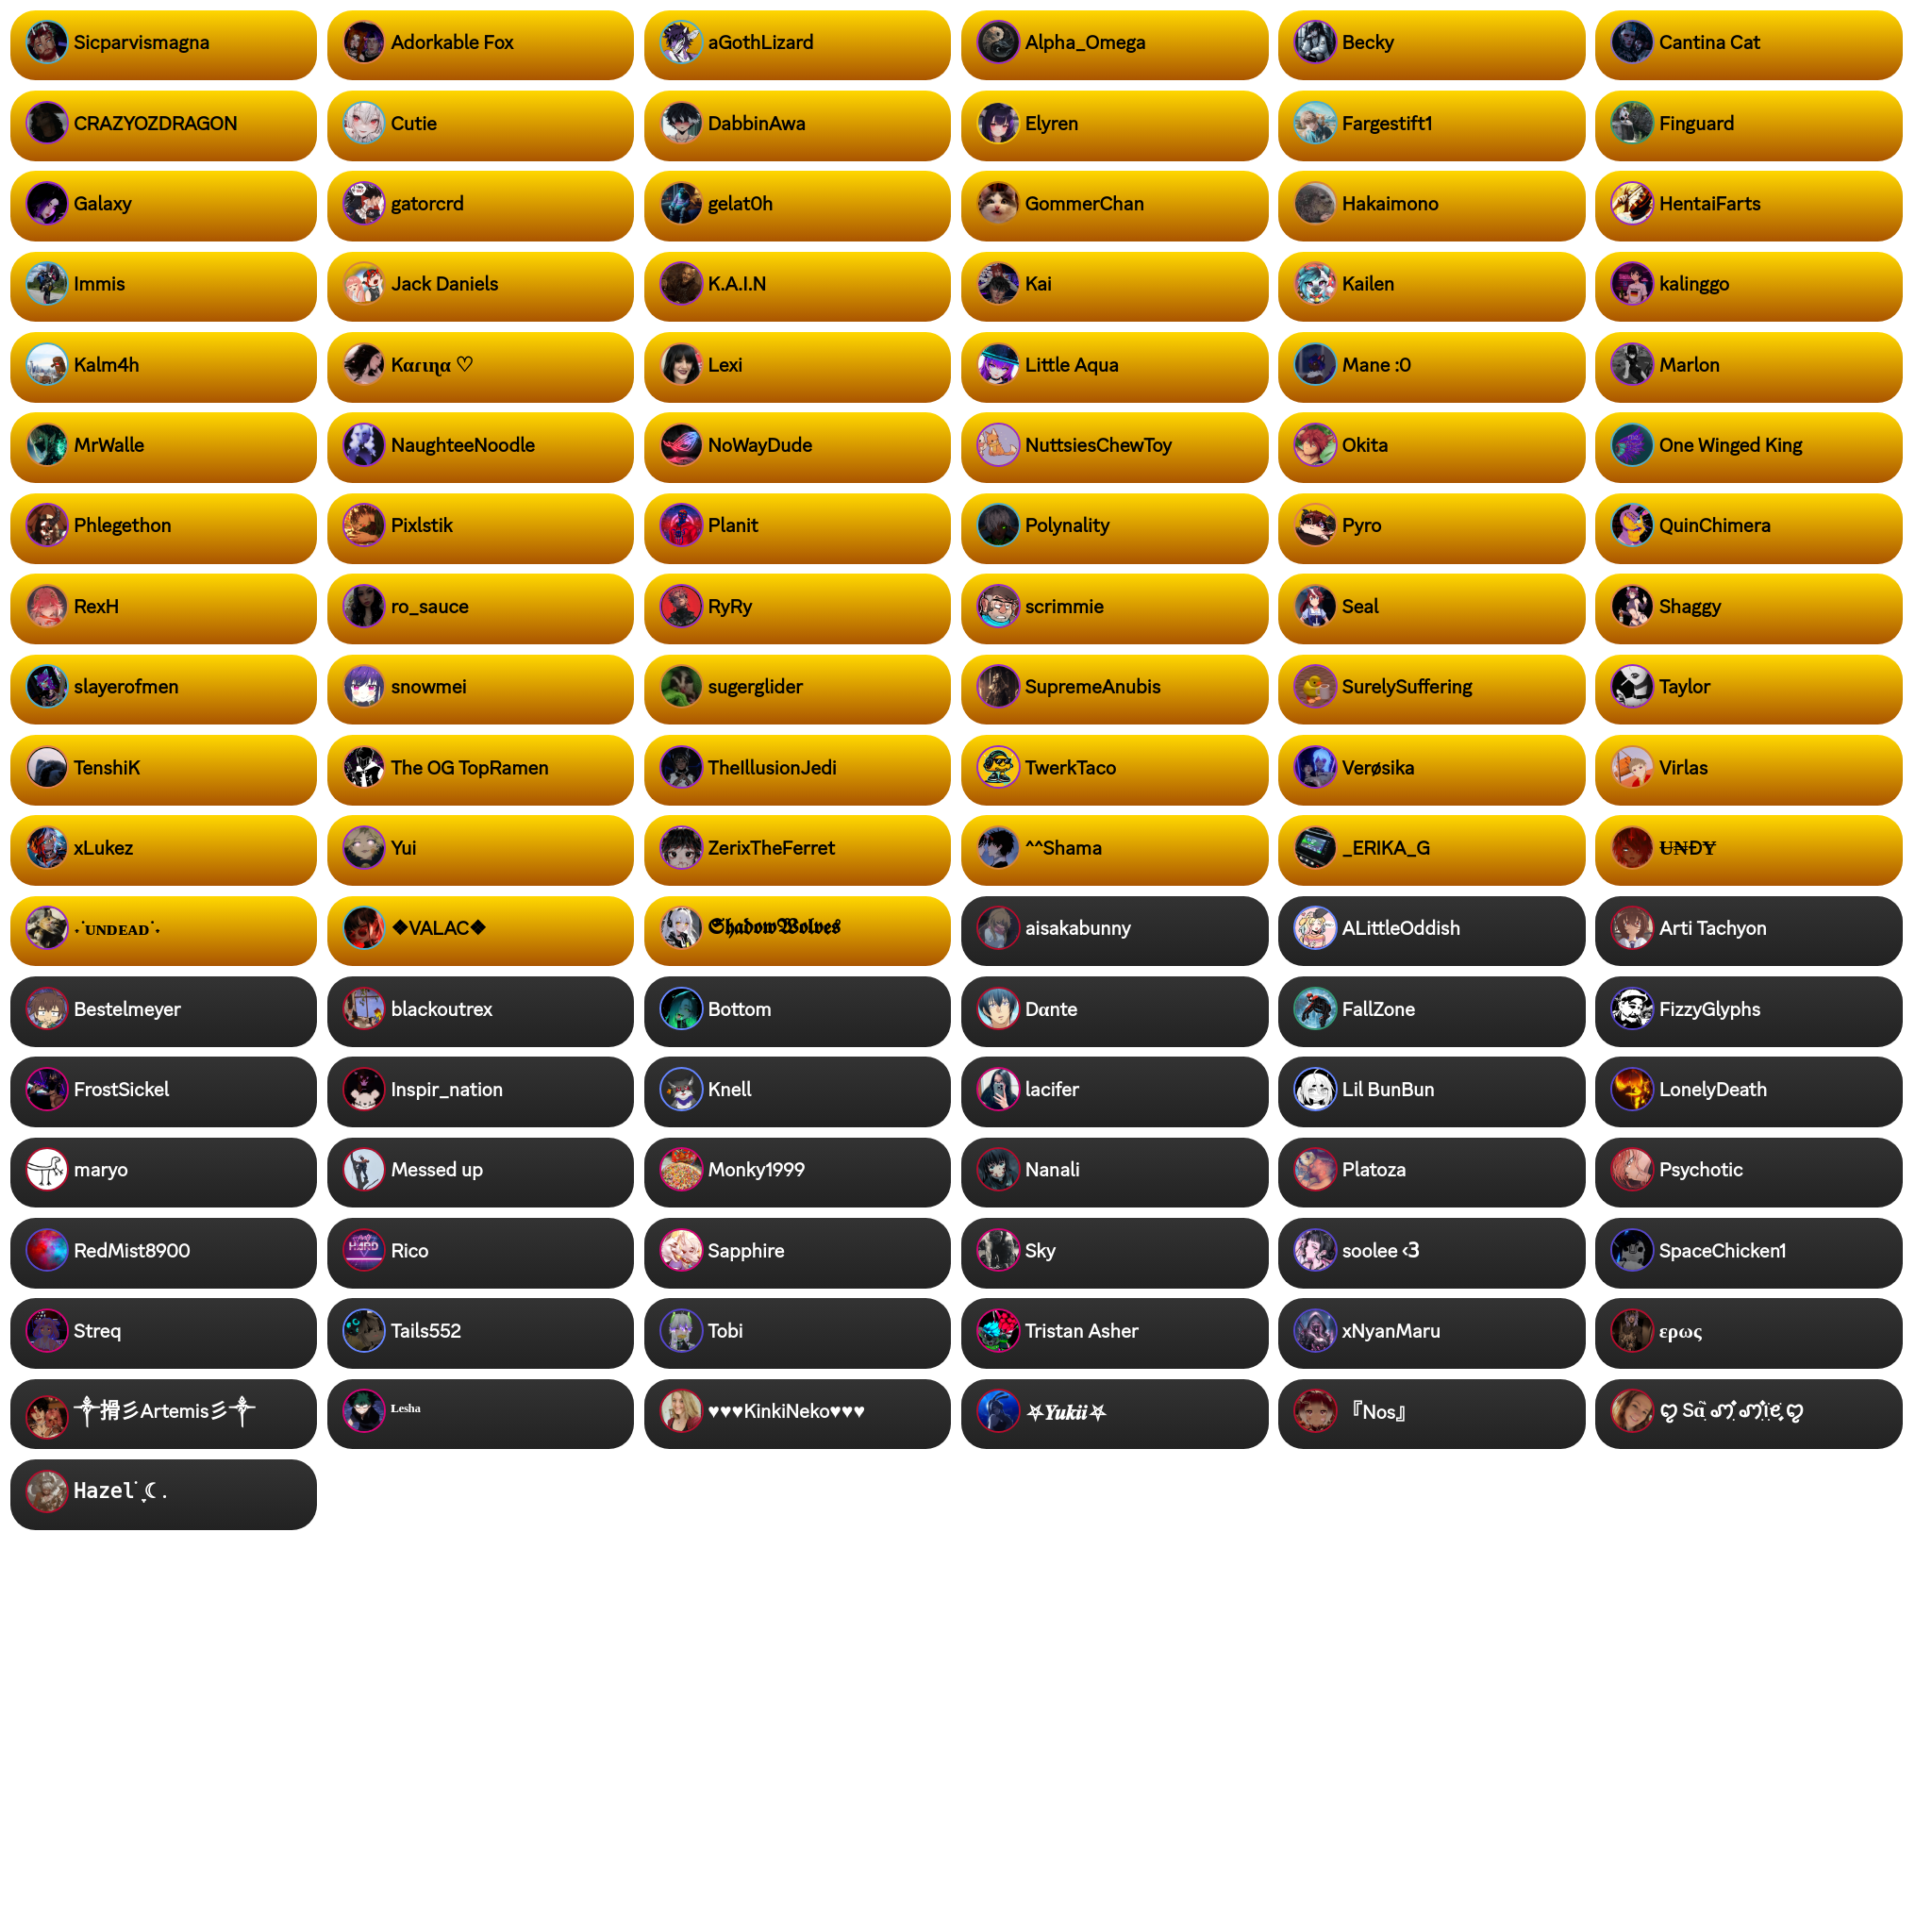 Sicparvismagna
Adorkable Fox
aGothLizard
Alpha_Omega
Becky
Cantina Cat
CRAZYOZDRAGON
Cutie
DabbinAwa
Elyren
Fargestift1
Finguard
Galaxy
gatorcrd
gelat0h
GommerChan
Hakaimono
HentaiFarts
Immis
Jack Daniels
K.A.I.N
Kai
Kailen
kalinggo
Kalm4h
Kαɾιɳα ♡
Lexi
Little Aqua
Mane :0
Marlon
MrWalle
NaughteeNoodle
NoWayDude
NuttsiesChewToy
Okita
One Winged King
Phlegethon
Pixlstik
Planit
Polynality
Pyro
QuinChimera
RexH
ro_sauce
RyRy
scrimmie
Seal
Shaggy
slayerofmen
snowmei
sugerglider
SupremeAnubis
SurelySuffering
Taylor
TenshiK
The OG TopRamen
TheIllusionJedi
TwerkTaco
Verøsika
Virlas
xLukez
Yui
ZerixTheFerret
^^Shama
_ERIKA_G
Ʉ₦ĐɎ
˖˙ᴜɴᴅᴇᴀᴅ˙˖
❖VALAC❖
𝕾𝖍𝖆𝖉𝖔𝖜𝖂𝖔𝖑𝖛𝖊𝖘
aisakabunny
ALittleOddish
Arti Tachyon
Bestelmeyer
blackoutrex
Bottom
Dαnte
FallZone
FizzyGlyphs
FrostSickel
Inspir_nation
Knell
lacifer
Lil BunBun
LonelyDeath
maryo
Messed up
Monky1999
Nanali
Platoza
Psychotic
RedMist8900
Rico
Sapphire
Sky
soolee <3
SpaceChicken1
Streq
Tails552
Tobi
Tristan Asher
xNyanMaru
ερως
༒搰彡Artemis彡༒
ᴸᵉˢʰᵃ
♥♥♥KinkiNeko♥♥♥
⛧𝒀𝒖𝒌𝒊𝒊⛧
『Nos』
𝙷𝚊𝚣𝚎𝚕˙͙☾.